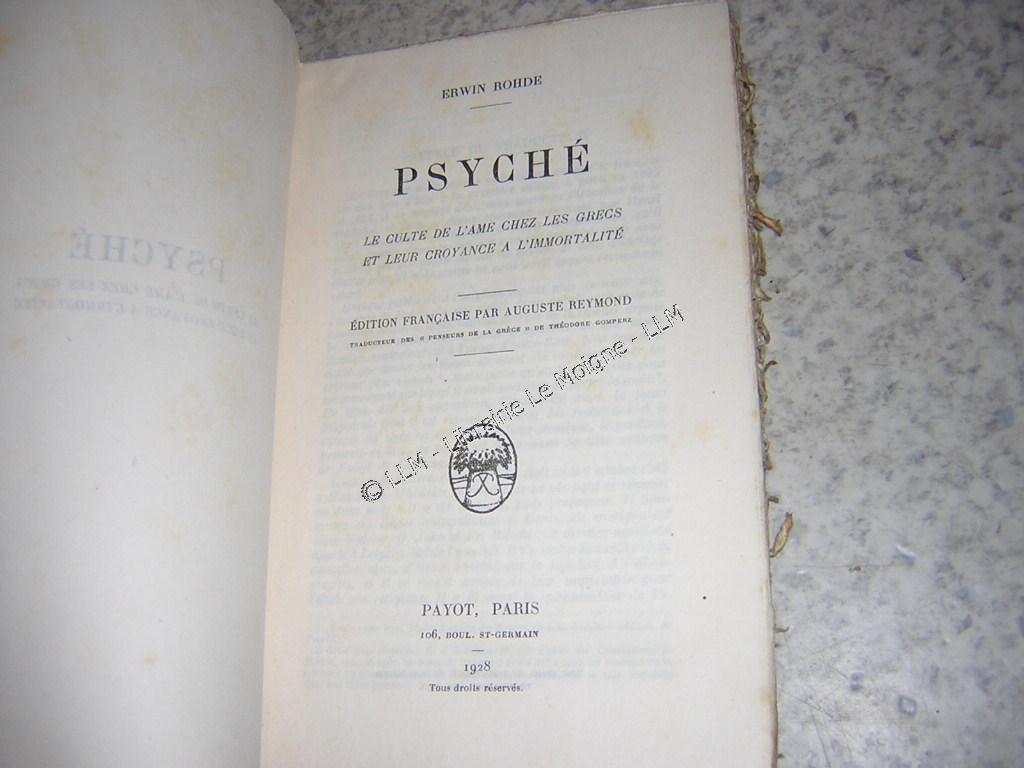 ERWIN ROHDE
PSYCHÉ
LE CULTE DE L'AME CHEZ LES GRECS
ET LEUR CROYANCE A L'IMMORTALITÉ
ÉDITION FRANÇAISE PAR AUGUSTE REYMOND
TRADUCTEUR DES « PENSEURS DE LA GRÈCE » DE THÉODORE GOMPERZ
© LLM - Librairie Le Moigne - LLM
PAYOT, PARIS
106, BOUL. ST-GERMAIN
1928
Tous droits réservés.